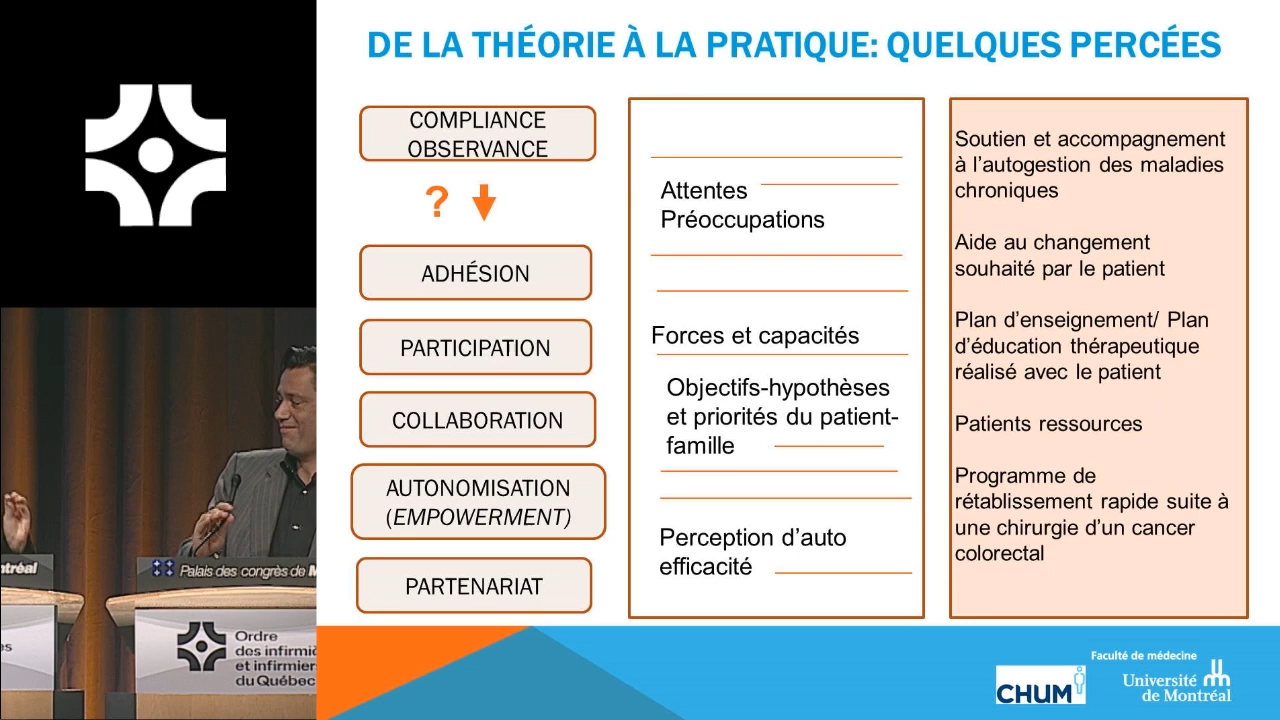 DE LA THÉORIE À LA PRATIQUE: QUELQUES PERCÉES
COMPLIANCE
OBSERVANCE
?
ADHÉSION
PARTICIPATION
COLLABORATION
AUTONOMISATION
(EMPOWERMENT)
PARTENARIAT
Attentes
Préoccupations
Forces et capacités
Objectifs-hypothèses
et priorités du patient-
famille
Perception d’auto
efficacité
Soutien et accompagnement
à l’autogestion des maladies
chroniques
Aide au changement
souhaité par le patient
Plan d’enseignement/ Plan
d’éducation thérapeutique
réalisé avec le patient
Patients ressources
Programme de
rétablissement rapide suite à
une chirurgie d’un cancer
colorectal
ntréal
Palais des congrès de M
es
Ordre
des infirmiè
et infirmiers
du Québec
CHUM
Faculté de médecine
Université
de Montréal